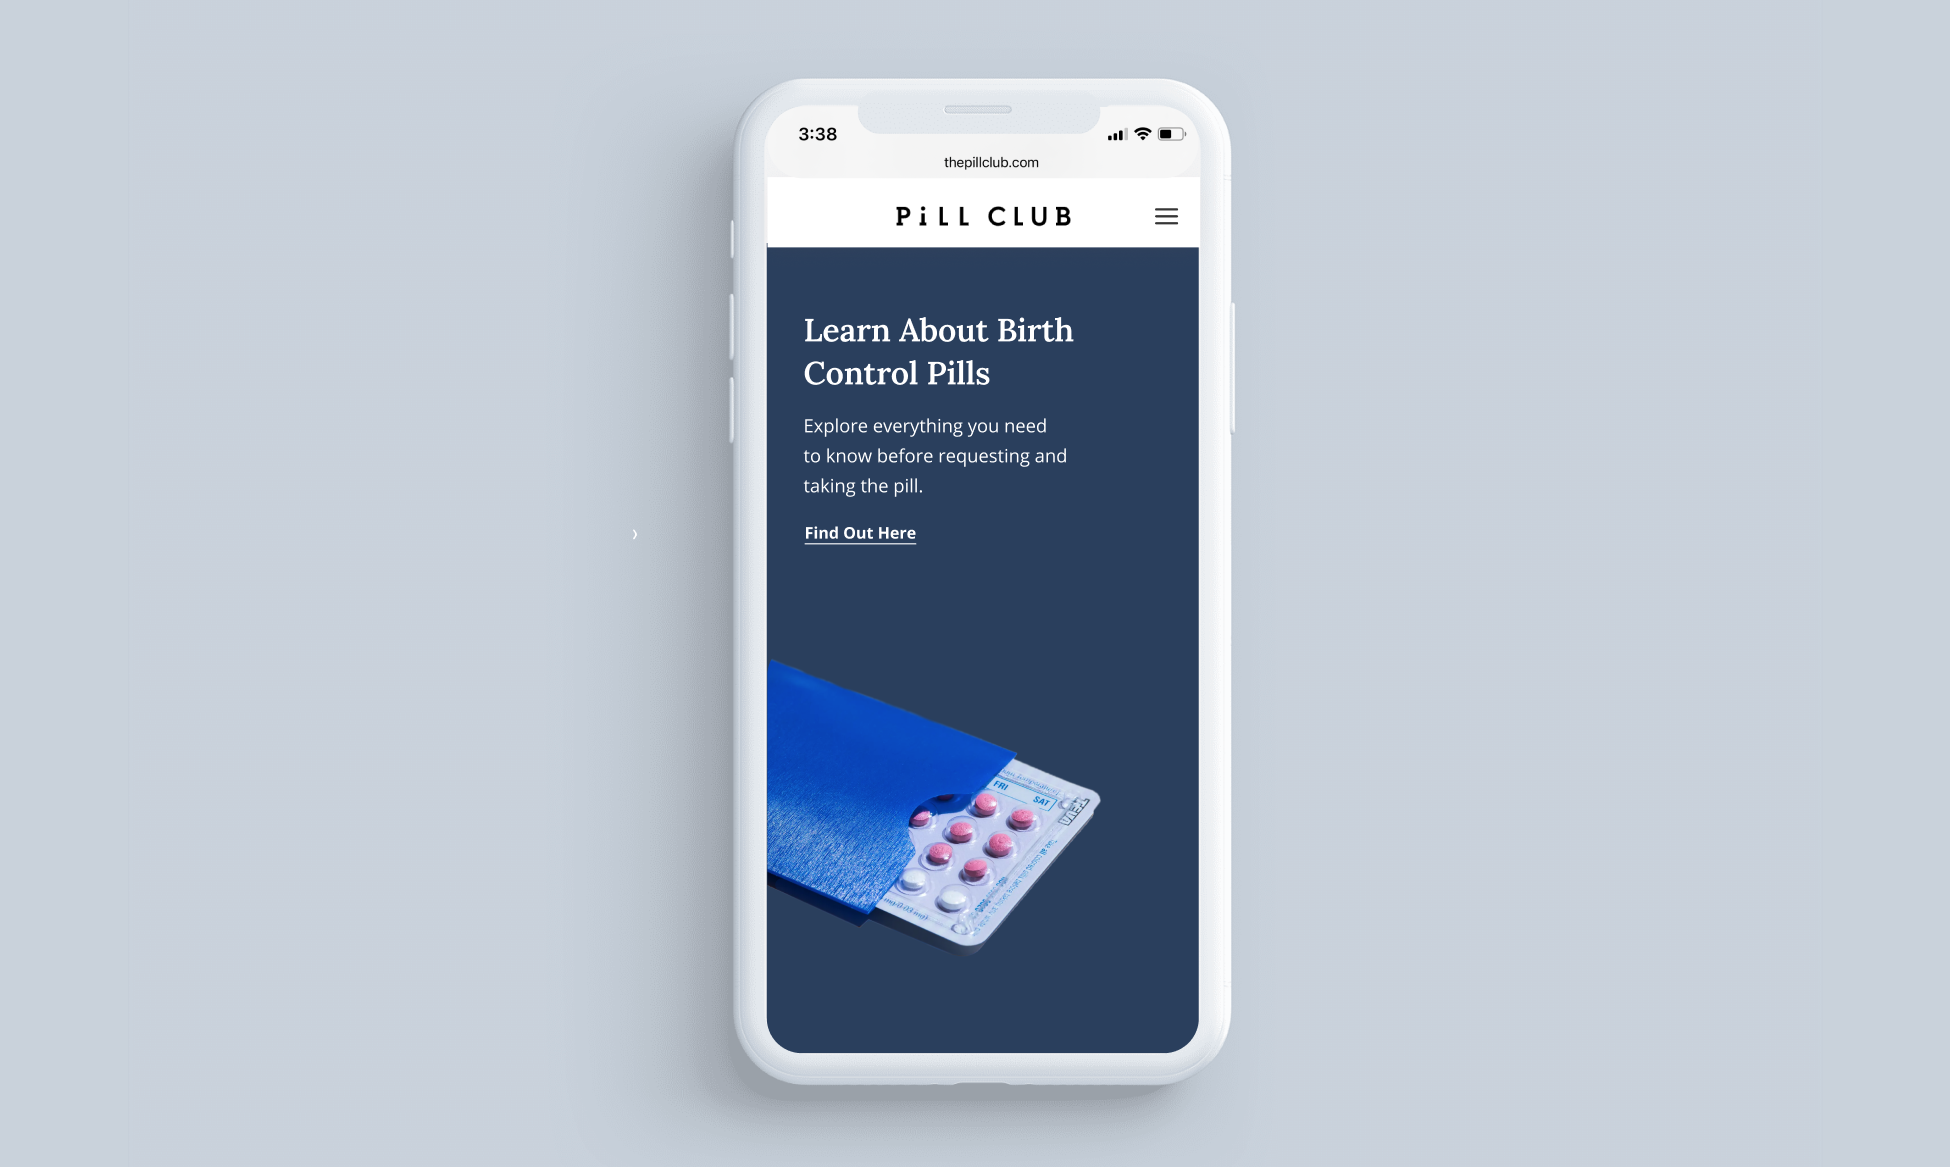 3:38
thepillclub.com
PiLL CLUB
Learn About Birth
Control Pills
Explore everything you need
to know before requesting and
taking the pill.
Find Out Here
›
FRI
SAT